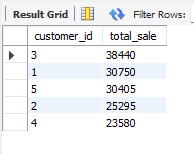 Result Grid Filter Rows:
customer_id total_sale
3 38440
1 30750
5 30405
2 25295
4 23580